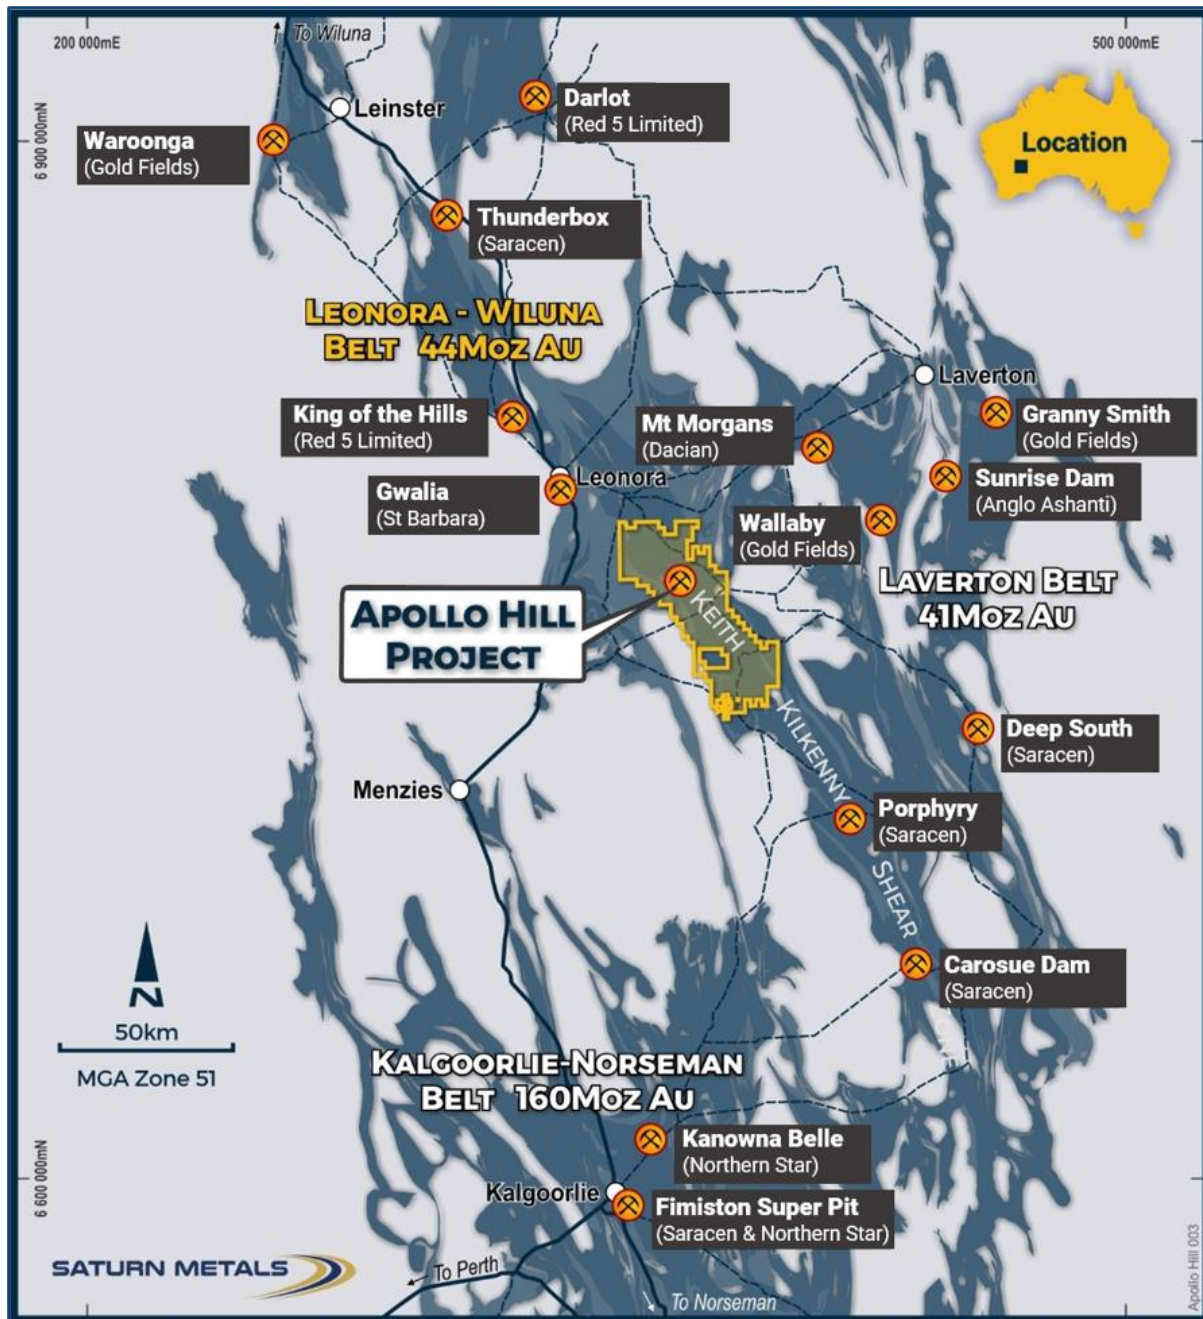 To Wiluna
200 000mE
500 000mE
6 900 000mN
Leinster
Darlot
(Red 5 Limited)
Waroonga
(Gold Fields)
Location
Thunderbox
(Saracen)
LEONORA - WILUNA
BELT 44MOZ AU
Laverton
King of the Hills
(Red 5 Limited)
Mt Morgans
(Dacian)
Granny Smith
(Gold Fields)
Leonora
Gwalia
(St Barbara)
Sunrise Dam
(Anglo Ashanti)
Wallaby
(Gold Fields)
LAVERTON BELT
41MOZ AU
APOLLO HILL
PROJECT
KEITH
KILKENNY
SHEAR
ZONE
Deep South
(Saracen)
Menzies
Porphyry
(Saracen)
Carosue Dam
(Saracen)
N
50km
MGA Zone 51
KALGOORLIE-NORSEMAN
BELT 160MOZ AU
Kanowna Belle
(Northern Star)
6 600 000mN
Kalgoorlie
Fimiston Super Pit
(Saracen & Northern Star)
SATURN METALS
To Perth
To Norseman
Apollo Hill 003